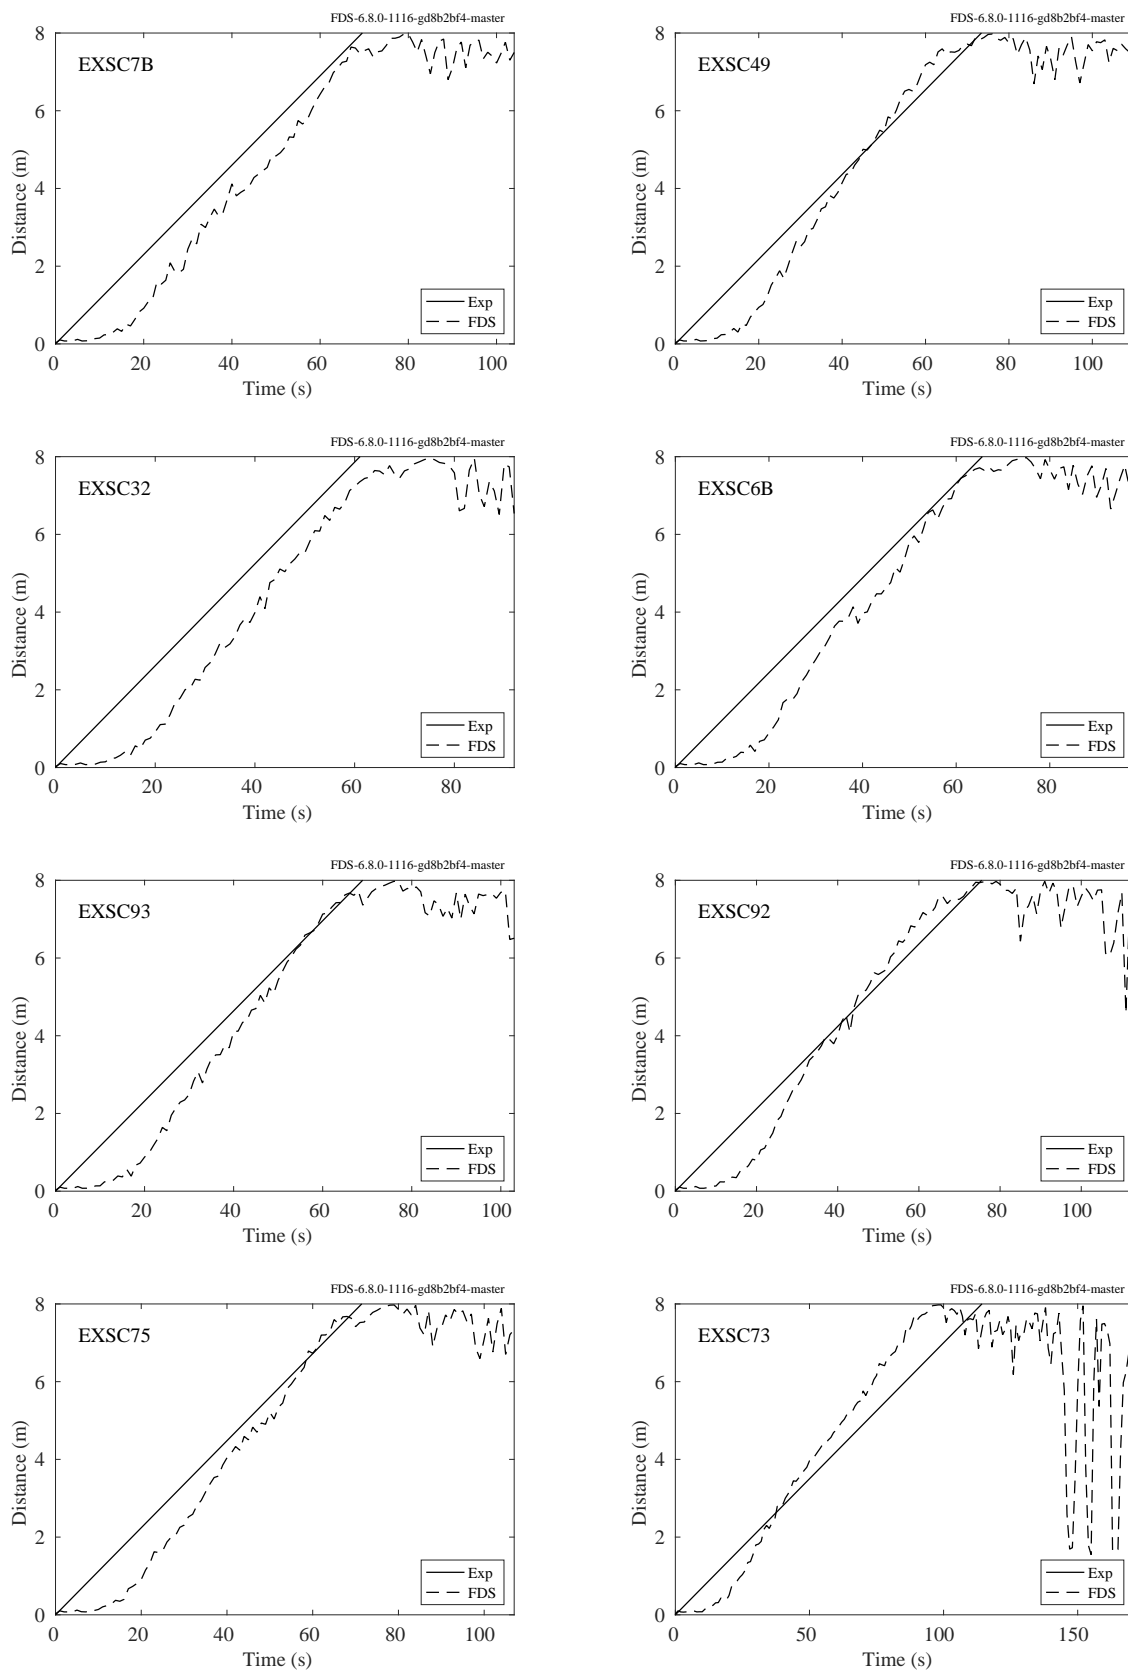 FDS-6.8.0-1116-gd8b2bf4-master
EXSC7B
8
6
4
2
0
Distance (m)
0 20 40 60 80 100
Time (s)
Exp
FDS
FDS-6.8.0-1116-gd8b2bf4-master
EXSC49
8
6
4
2
0
Distance (m)
0 20 40 60 80 100
Time (s)
Exp
FDS
FDS-6.8.0-1116-gd8b2bf4-master
EXSC32
8
6
4
2
0
Distance (m)
0 20 40 60 80
Time (s)
Exp
FDS
FDS-6.8.0-1116-gd8b2bf4-master
EXSC6B
8
6
4
2
0
Distance (m)
0 20 40 60 80
Time (s)
Exp
FDS
FDS-6.8.0-1116-gd8b2bf4-master
EXSC93
8
6
4
2
0
Distance (m)
0 20 40 60 80 100
Time (s)
Exp
FDS
FDS-6.8.0-1116-gd8b2bf4-master
EXSC92
8
6
4
2
0
Distance (m)
0 20 40 60 80 100
Time (s)
Exp
FDS
FDS-6.8.0-1116-gd8b2bf4-master
EXSC75
8
6
4
2
0
Distance (m)
0 20 40 60 80 100
Time (s)
Exp
FDS
FDS-6.8.0-1116-gd8b2bf4-master
EXSC73
8
6
4
2
0
Distance (m)
0 50 100 150
Time (s)
Exp
FDS